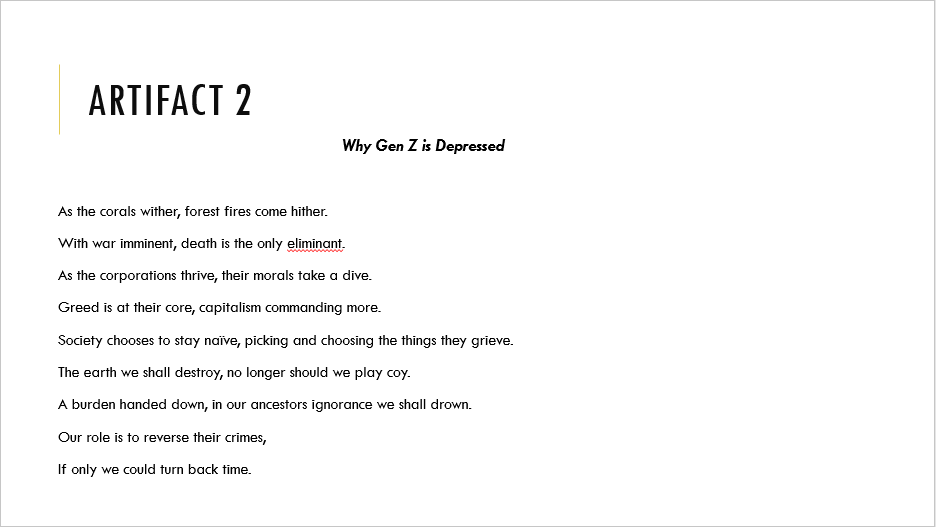 ARTIFACT 2
Why Gen Z is Depressed
As the corals wither, forest fires come hither.
With war imminent, death is the only eliminant.
As the corporations thrive, their morals take a dive.
Greed is at their core, capitalism commanding more.
Society chooses to stay naïve, picking and choosing the things they grieve.
The earth we shall destroy, no longer should we play coy.
A burden handed down, in our ancestors ignorance we shall drown.
Our role is to reverse their crimes,
If only we could turn back time.